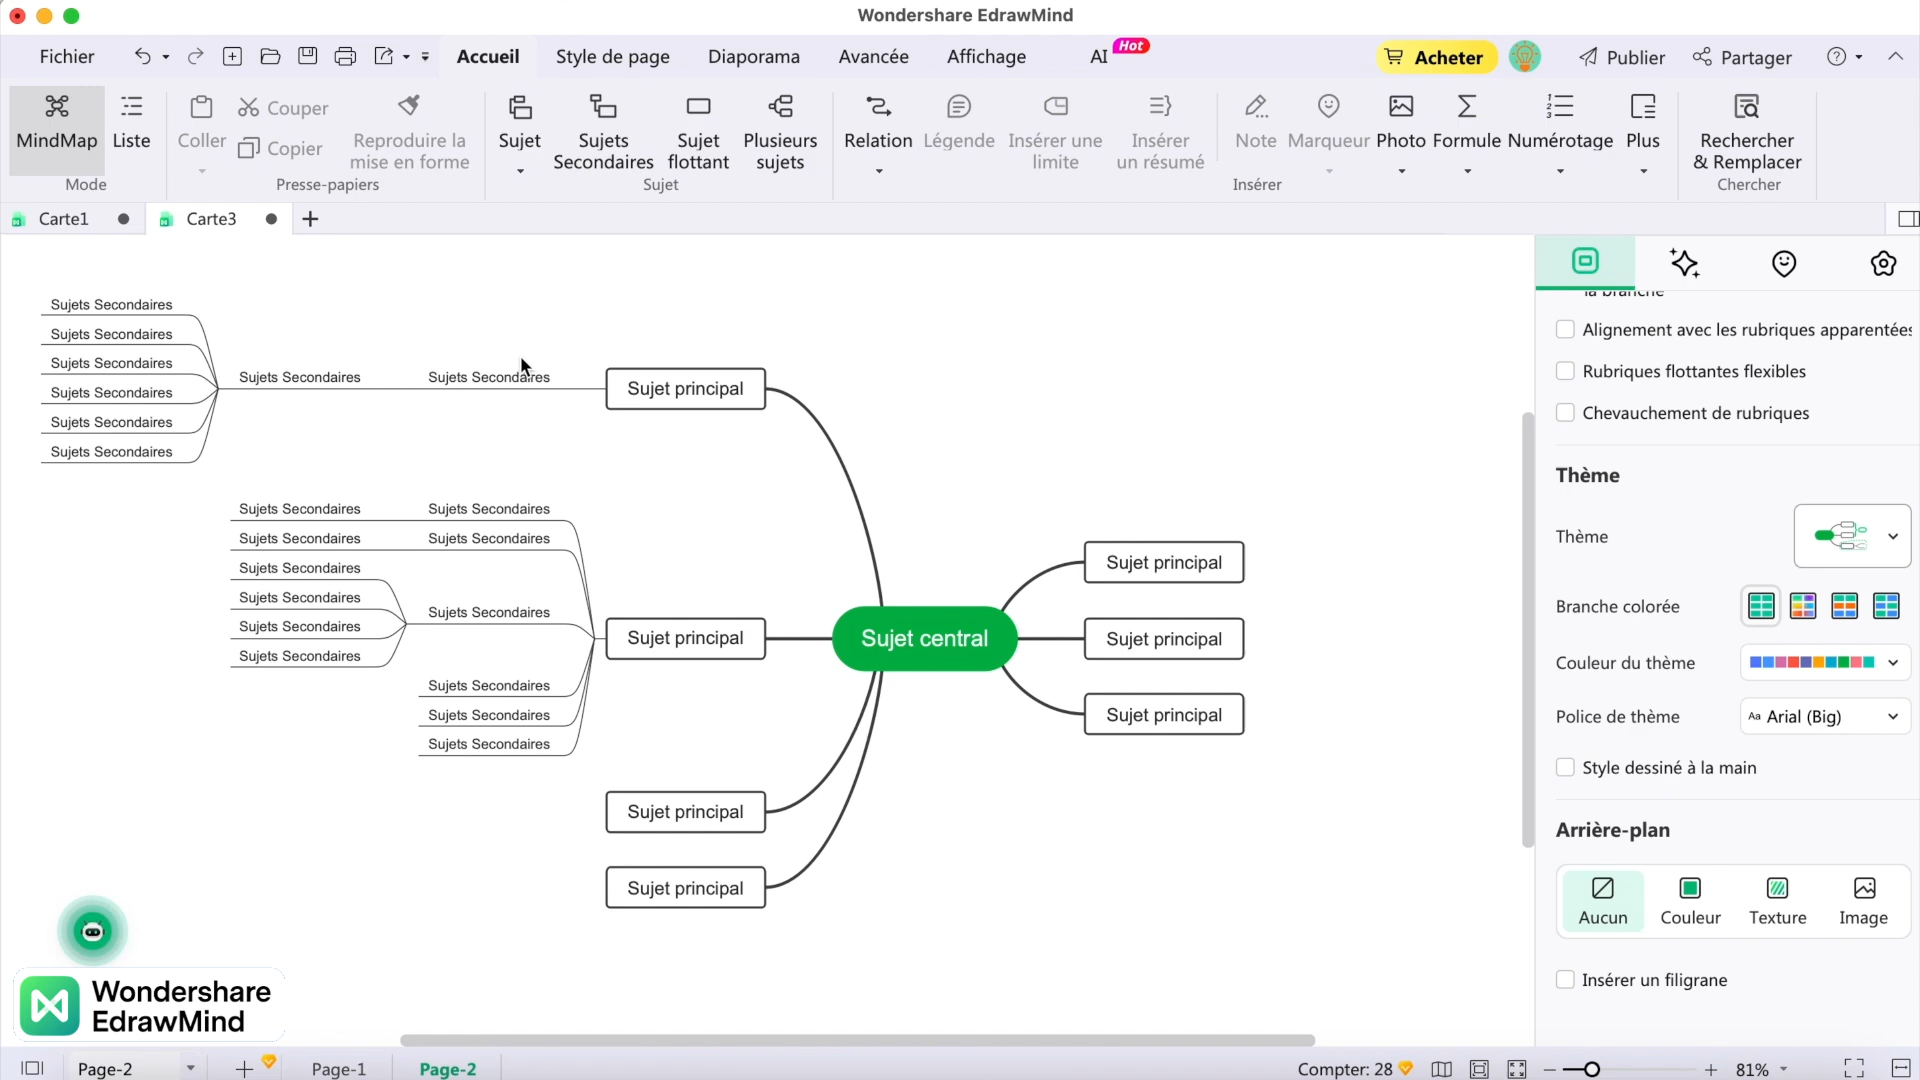 Wondershare EdrawMind
Fichier
Accueil
Style de page
Diaporama
Avancée
Affichage
AI
Hot
Acheter
Publier
Partager
MindMap
Liste
Mode
Coller
Couper
Copier
Reproduire la
mise en forme
Presse-papiers
Sujet
Sujets
Secondaires
Sujet
flottant
Plusieurs
sujets
Sujet
Relation
Légende
Insérer une
limite
Insérer
un résumé
Note
Marqueur
Photo
Formule
Numérotage
Plus
Insérer
Rechercher
& Remplacer
Chercher
Carte1
Carte3
Sujets Secondaires
Sujets Secondaires
Sujets Secondaires
Sujets Secondaires
Sujets Secondaires
Sujets Secondaires
Sujets Secondaires
Sujets Secondaires
Sujet principal
Sujets Secondaires
Sujets Secondaires
Sujets Secondaires
Sujets Secondaires
Sujets Secondaires
Sujets Secondaires
Sujets Secondaires
Sujets Secondaires
Sujets Secondaires
Sujets Secondaires
Sujets Secondaires
Sujets Secondaires
Sujet principal
Sujet principal
Sujet principal
Sujet central
Sujet principal
Sujet principal
Sujet principal
la branche
Alignement avec les rubriques apparentées
Rubriques flottantes flexibles
Chevauchement de rubriques
Thème
Thème
Branche colorée
Couleur du thème
Police de thème
Aa Arial (Big)
Style dessiné à la main
Arrière-plan
Aucun
Couleur
Texture
Image
Insérer un filigrane
Wondershare
EdrawMind
Page-2
Page-1
Page-2
Compter: 28
81%